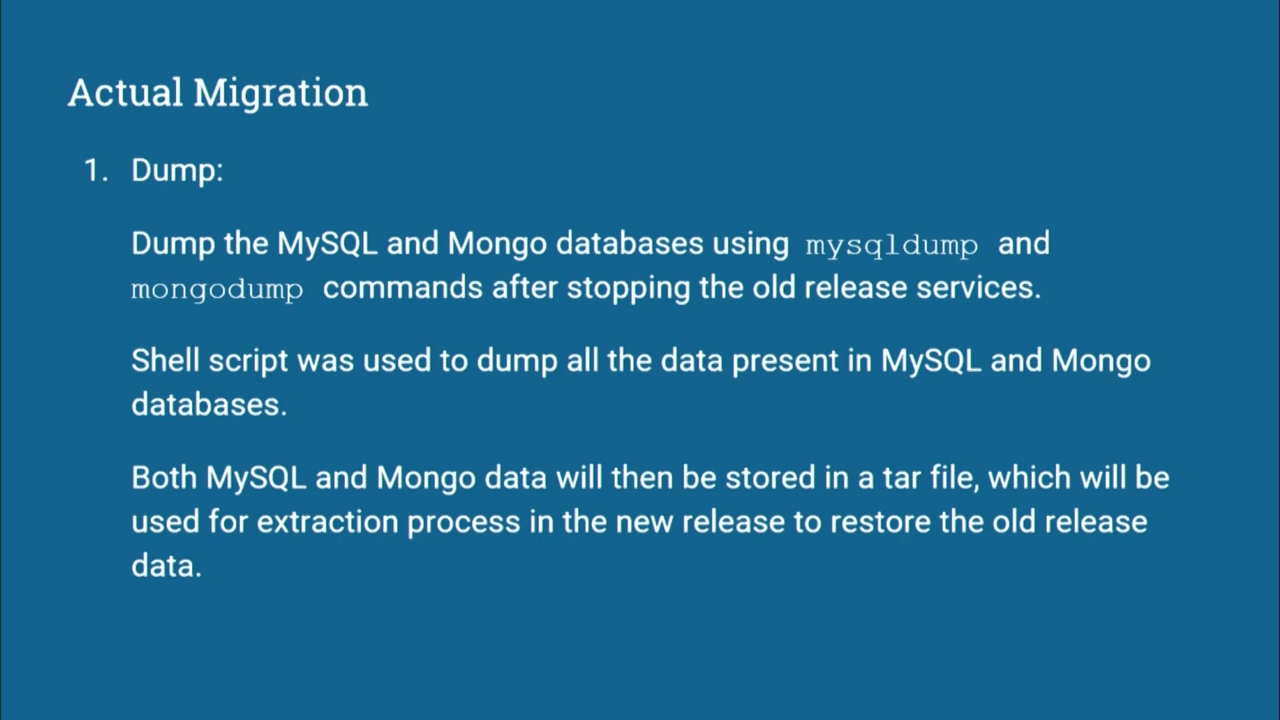 Actual Migration
1. Dump:
Dump the MySQL and Mongo databases using mysqldump and
mongodump commands after stopping the old release services.
Shell script was used to dump all the data present in MySQL and Mongo
databases.
Both MySQL and Mongo data will then be stored in a tar file, which will be
used for extraction process in the new release to restore the old release
data.